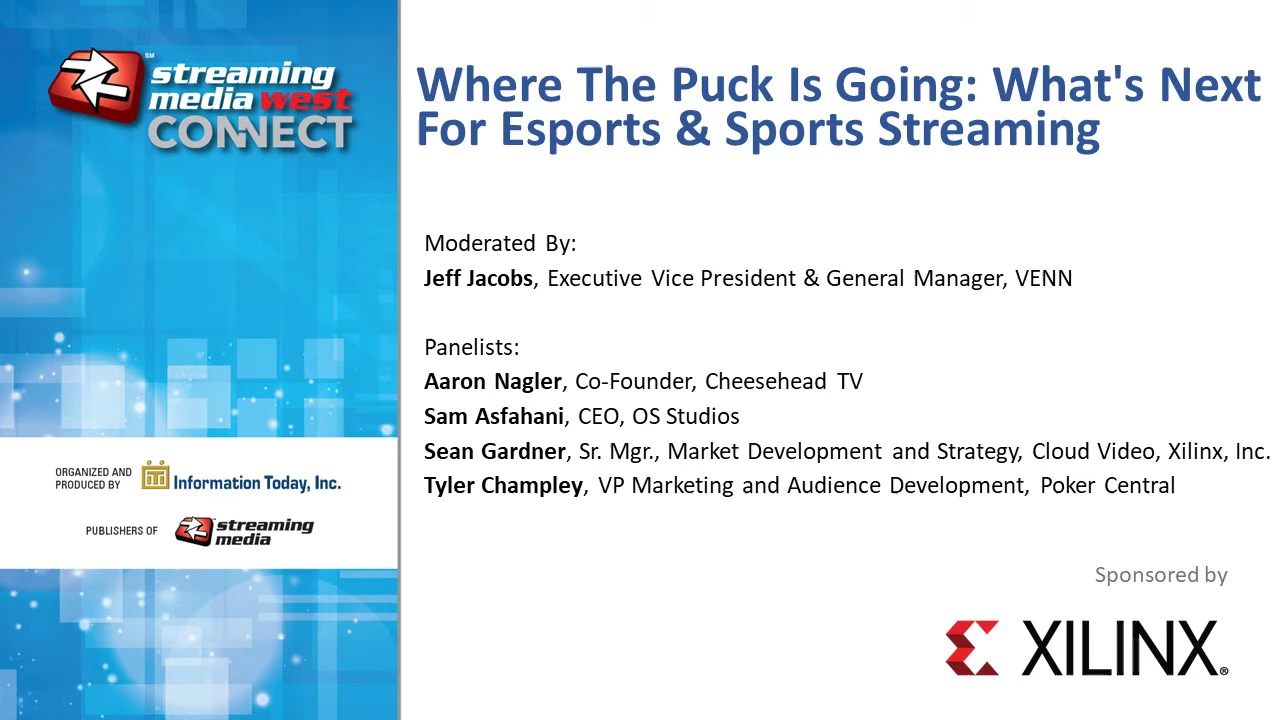 streaming
media west
CONNECT
SM
ORGANIZED AND
PRODUCED BY
Information Today, Inc.
PUBLISHERS OF
streaming
media
Where The Puck Is Going: What's Next
For Esports & Sports Streaming
Moderated By:
Jeff Jacobs, Executive Vice President & General Manager, VENN
Panelists:
Aaron Nagler, Co-Founder, Cheesehead TV
Sam Asfahani, CEO, OS Studios
Sean Gardner, Sr. Mgr., Market Development and Strategy, Cloud Video, Xilinx, Inc.
Tyler Champley, VP Marketing and Audience Development, Poker Central
Sponsored by
XILINX®